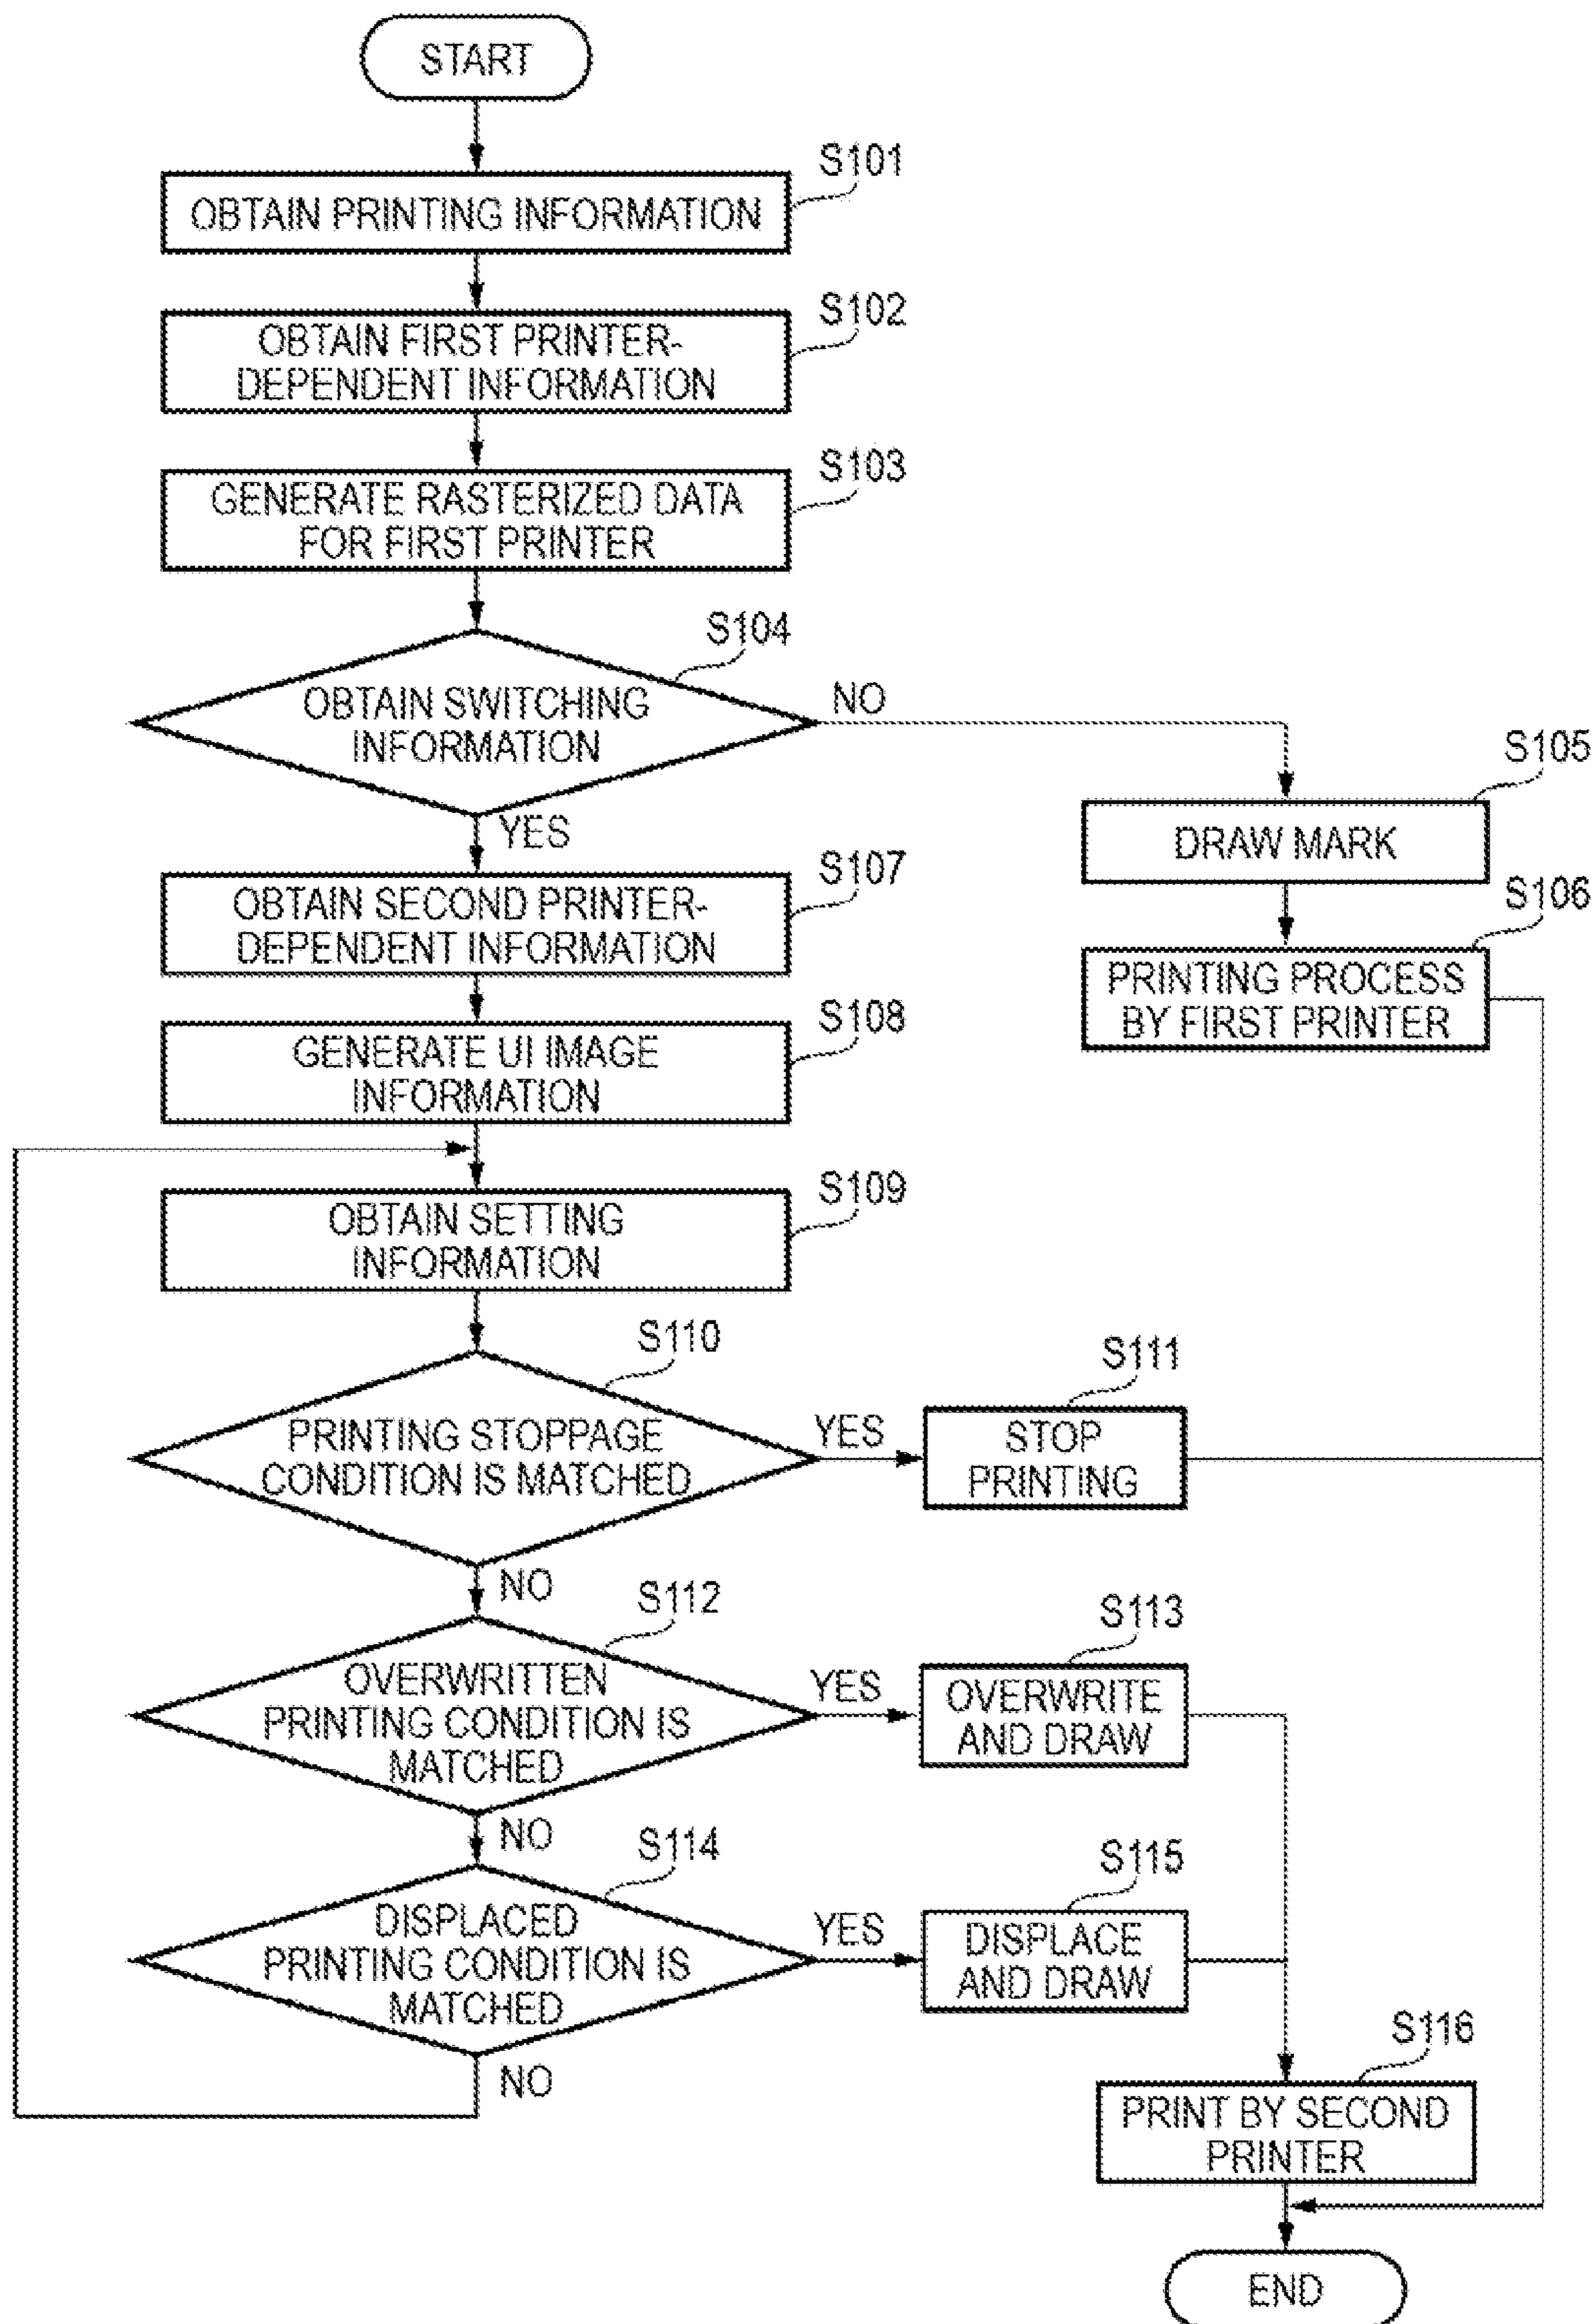 START
S101
OBTAIN PRINTING INFORMATION
S102
OBTAIN FIRST PRINTER-
DEPENDENT INFORMATION
S103
GENERATE RASTERIZED DATA
FOR FIRST PRINTER
S104
OBTAIN SWITCHING
INFORMATION
NO
YES
S105
DRAW MARK
S106
PRINTING PROCESS
BY FIRST PRINTER
S107
OBTAIN SECOND PRINTER-
DEPENDENT INFORMATION
S108
GENERATE UI IMAGE
INFORMATION
S109
OBTAIN SETTING
INFORMATION
S110
PRINTING STOPPAGE
CONDITION IS MATCHED
YES
S111
STOP
PRINTING
NO
S112
OVERWRITTEN
PRINTING CONDITION IS
MATCHED
YES
S113
OVERWRITE
AND DRAW
NO
S114
DISPLACED
PRINTING CONDITION IS
MATCHED
YES
S115
DISPLACE
AND DRAW
NO
S116
PRINT BY SECOND
PRINTER
END